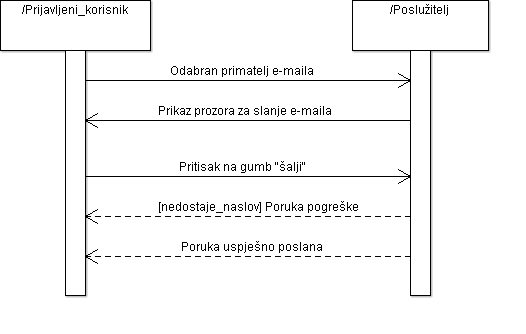 /Prijavljeni_korisnik
/Poslužitelj
Odabran primatelj e-maila
Prikaz prozora za slanje e-maila
Pritisak na gumb "šalji"
[nedostaje_naslov] Poruka pogreške
Poruka uspješno poslana